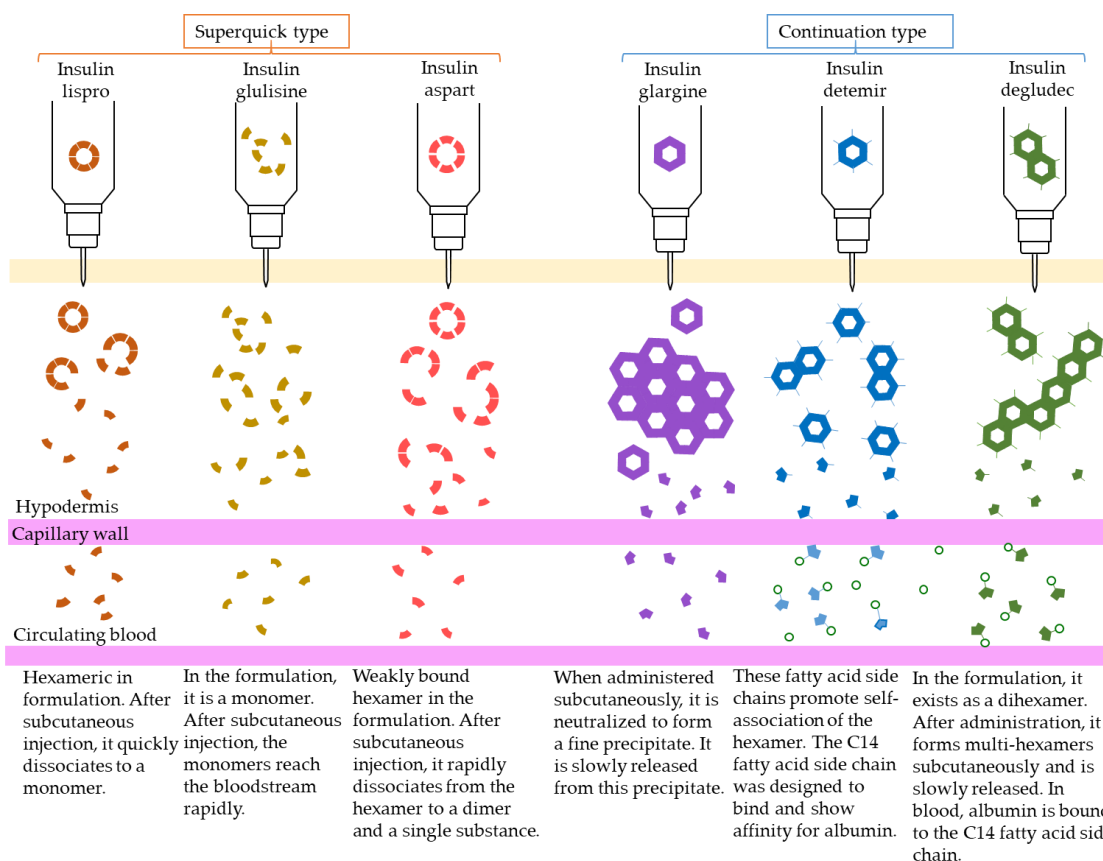 Superquick type
Continuation type
Insulin
lispro
Insulin
glulisine
Insulin
aspart
Insulin
glargine
Insulin
detemir
Insulin
degludec
Hypodermis
Capillary wall
Circulating blood
Hexameric in
formulation. After
subcutaneous
injection, it quickly
dissociates to a
monomer.
In the formulation,
it is a monomer.
After subcutaneous
injection, the
monomers reach
the bloodstream
rapidly.
Weakly bound
hexamer in the
formulation. After
subcutaneous
injection, it rapidly
dissociates from the
hexamer to a dimer
and a single substance.
When administered
subcutaneously, it is
neutralized to form
a fine precipitate. It
is slowly released
from this precipitate.
These fatty acid side
chains promote self-
association of the
hexamer. The C14
fatty acid side chain
was designed to
bind and show
affinity for albumin.
In the formulation, it
exists as a dihexamer.
After administration, it
forms multi-hexamers
subcutaneously and is
slowly released. In
blood, albumin is boun
to the C14 fatty acid sid
chain.